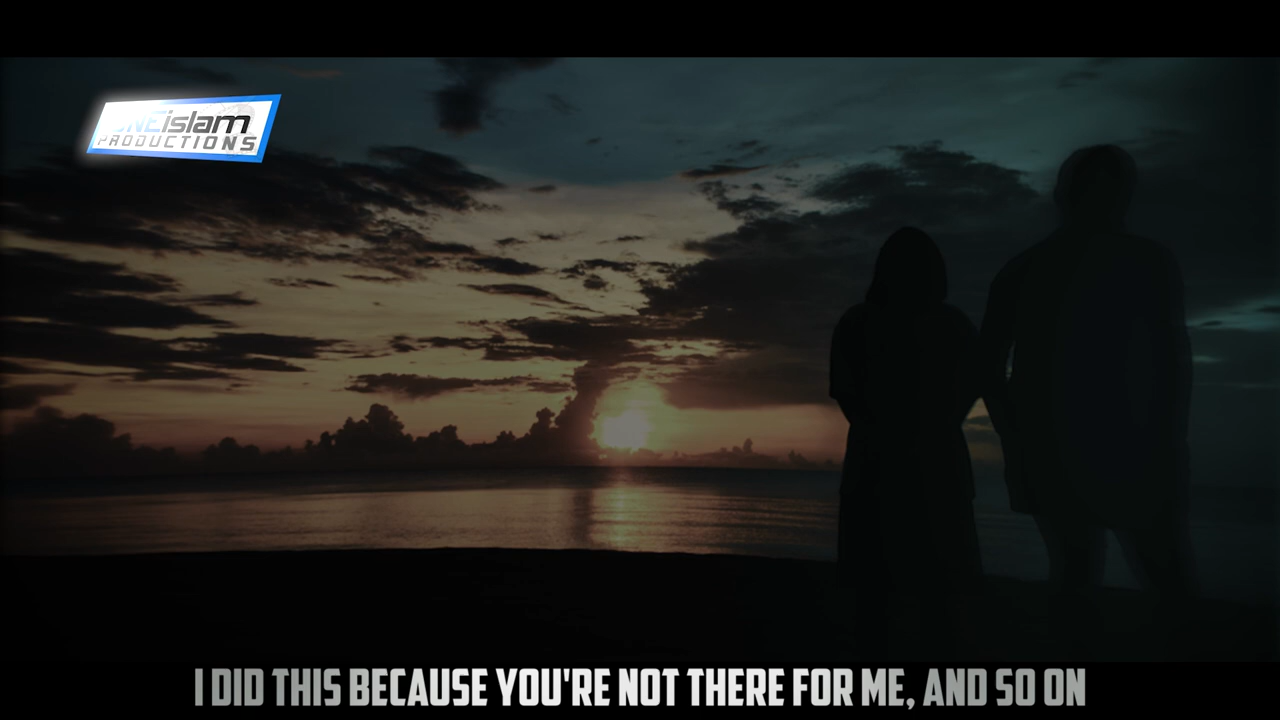 ONEislam
PRODUCTIONS
I DID THIS BECAUSE YOU'RE NOT THERE FOR ME, AND SO ON